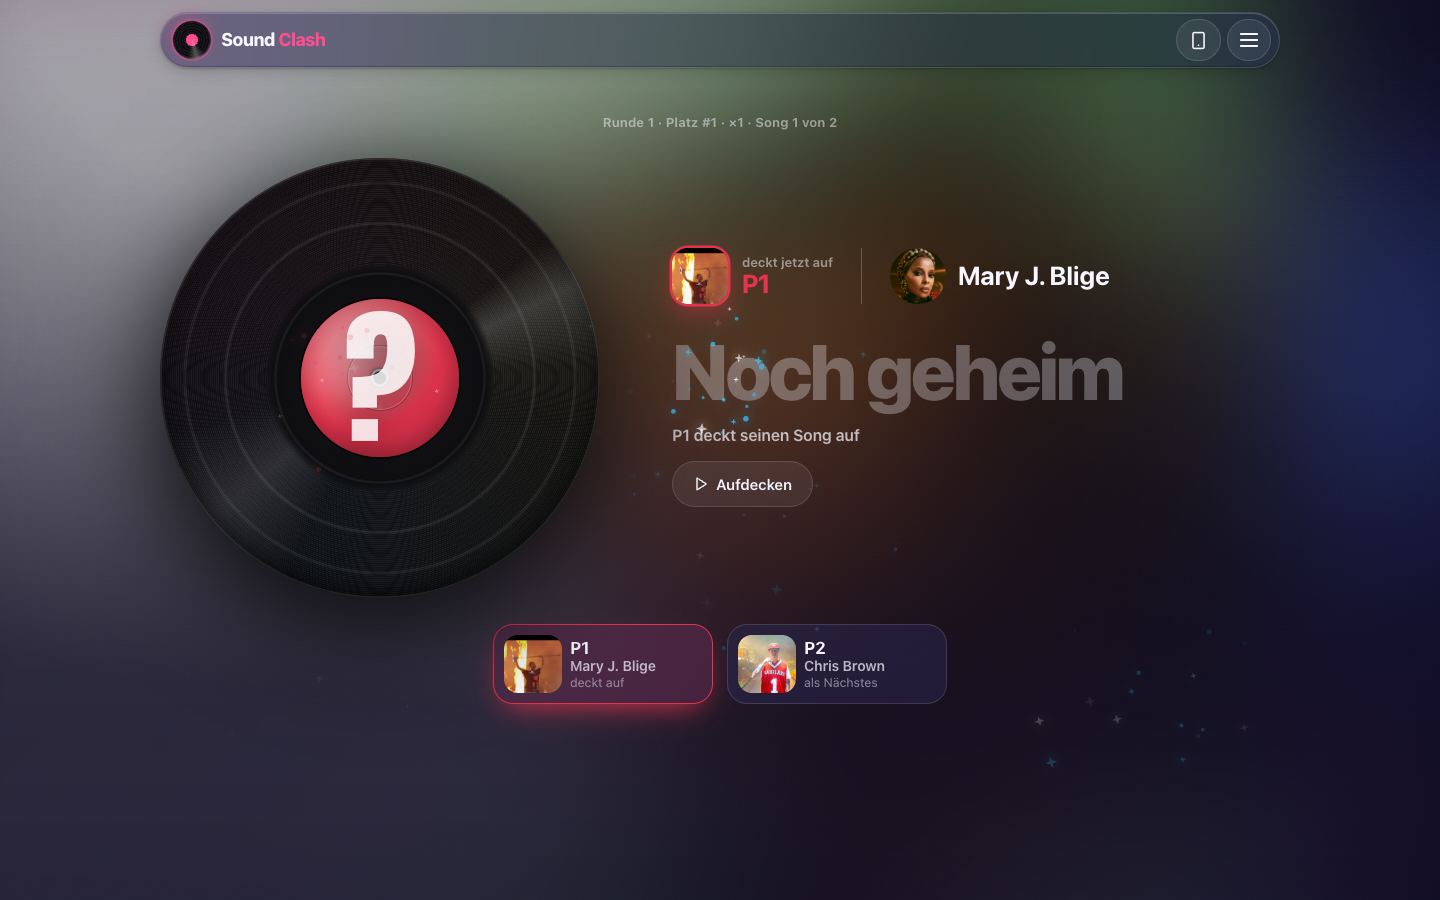 Sound Clash
Runde 1 · Platz #1 · ×1 · Song 1 von 2
deckt jetzt auf
P1
Mary J. Blige
?
Noch geheim
P1 deckt seinen Song auf
Aufdecken
P1
Mary J. Blige
deckt auf
P2
Chris Brown
als Nächstes